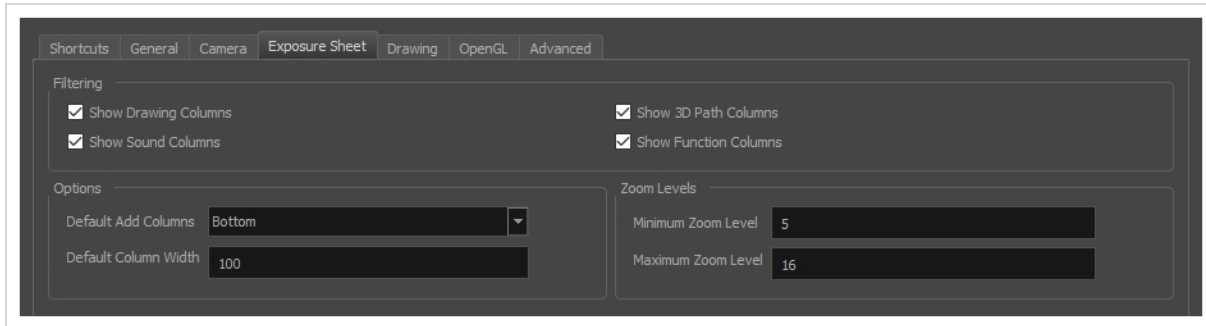 Shortcuts General Camera Exposure Sheet Drawing OpenGL Advanced
Filtering
Show Drawing Columns
Show 3D Path Columns
Show Sound Columns
Show Function Columns
Options
Default Add Columns Bottom
Default Column Width 100
Zoom Levels
Minimum Zoom Level 5
Maximum Zoom Level 16